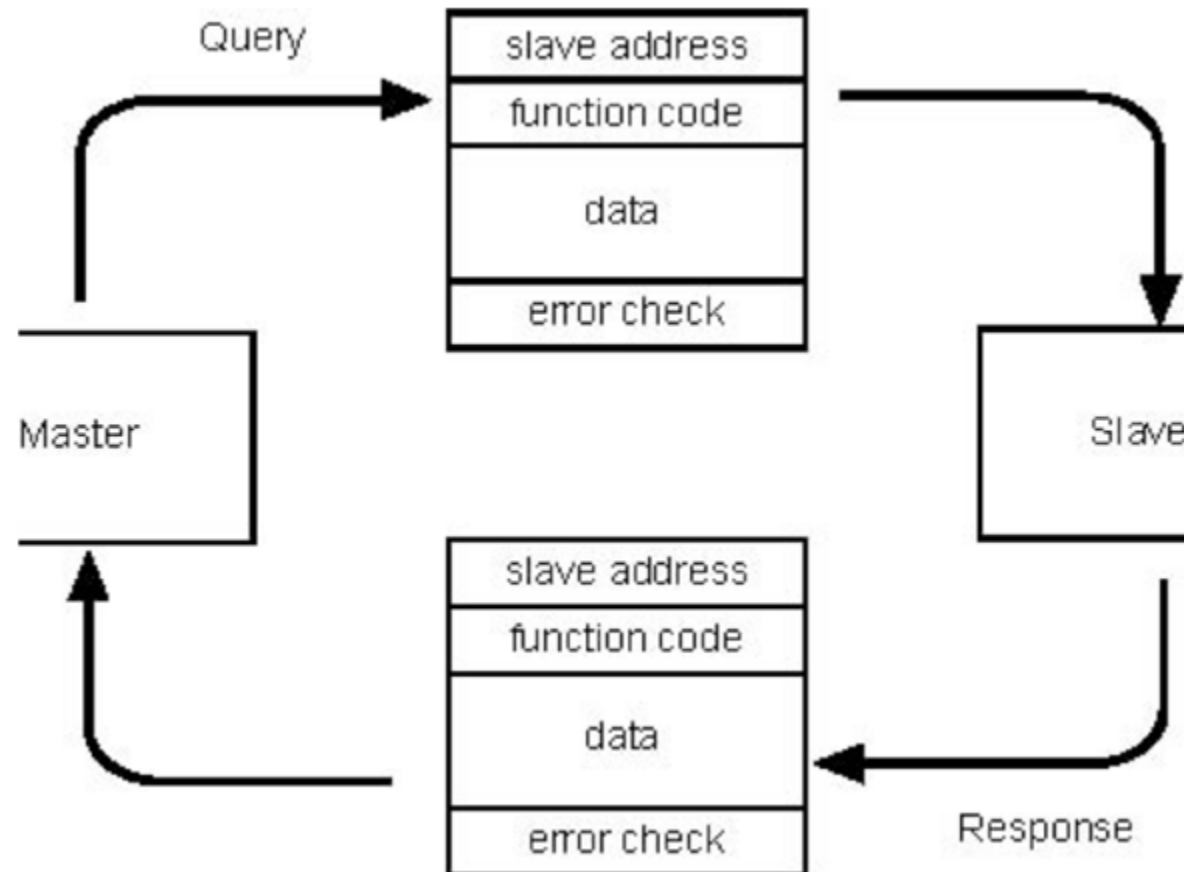 Query
slave address
function code
data
error check
Master
Slave
slave address
function code
data
error check
Response